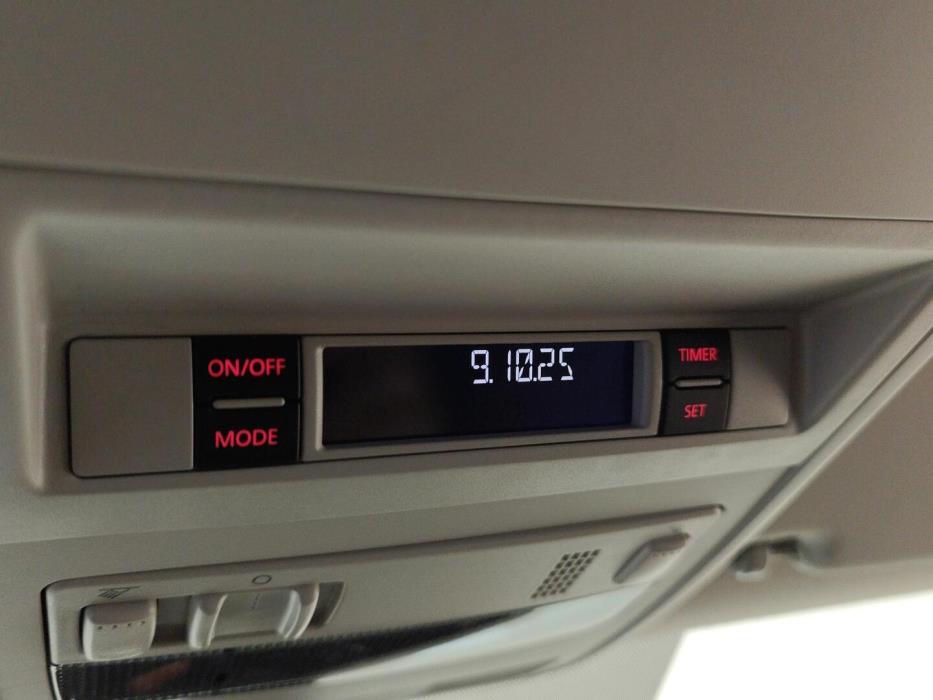 ON/OFF
MODE
9.10.25
TIMER
SET